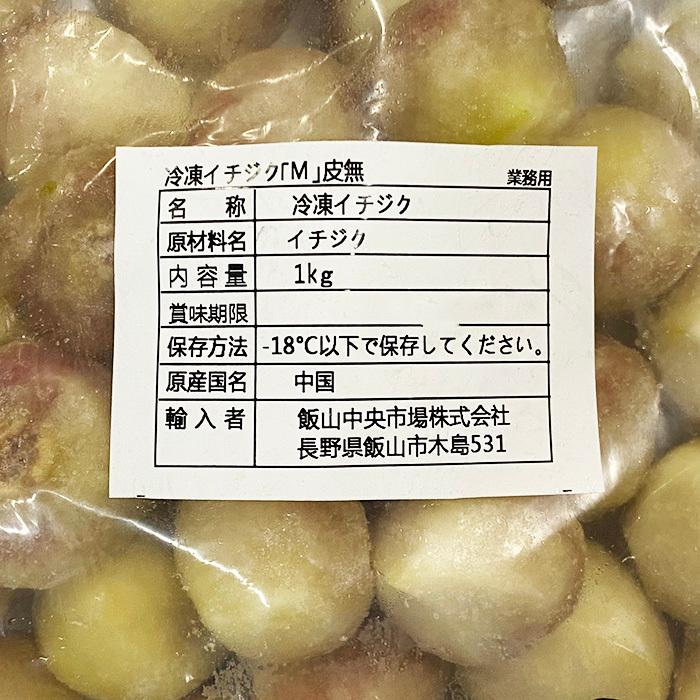 冷凍イチジク「M」皮無 業務用
名 称 冷凍イチジク
原材料名 イチジク
内容量 1kg
賞味期限
保存方法 -18℃以下で保存してください。
原産国名 中国
輸入者 飯山中央市場株式会社
長野県飯山市木島531